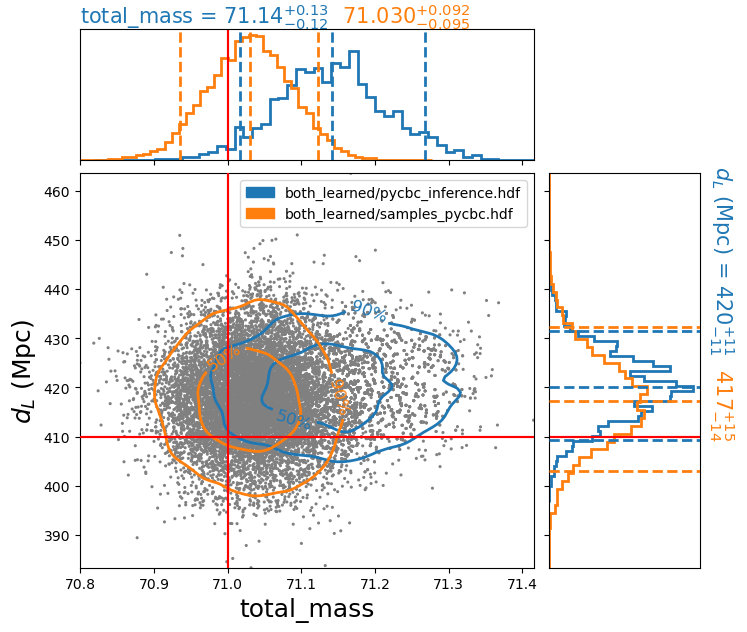 total_mass = 71.14 +0.13 −0.12 71.030 +0.092 −0.095
both_learned/pycbc_inference.hdf
both_learned/samples_pycbc.hdf
460
450
440
430
420
410
400
390
d_L (Mpc)
90%
50%
50%
90%
70.8 70.9 71.0 71.1 71.2 71.3 71.4
total_mass
d_L (Mpc) = 420 +11 −11 417 +15 −14